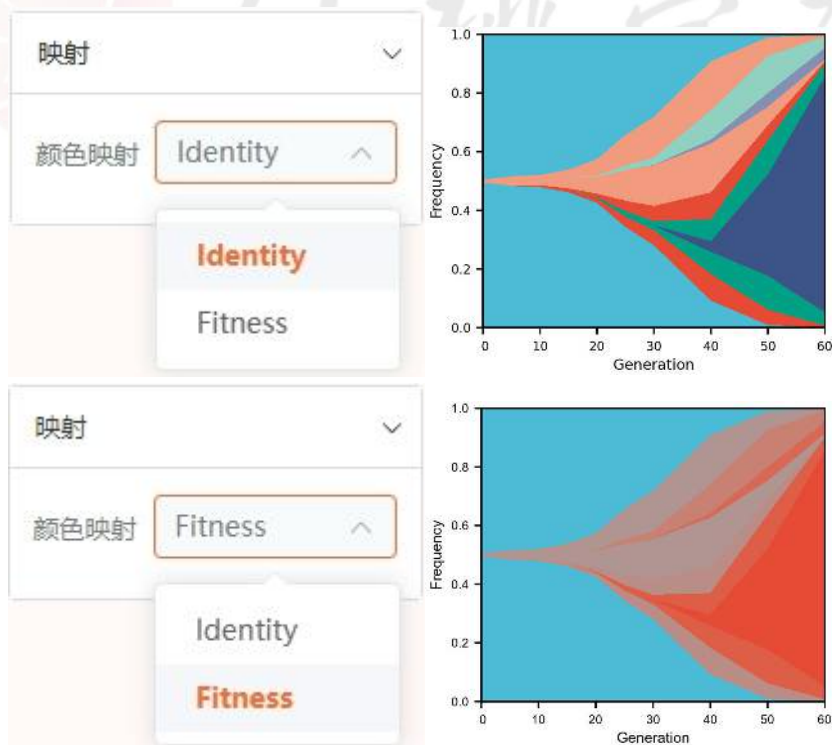 映射
颜色映射 Identity
Identity
Fitness
1.0
0.8
0.6
0.4
0.2
0.0
Frequency
0 10 20 30 40 50 60
Generation
映射
颜色映射 Fitness
Identity
Fitness
1.0
0.8
0.6
0.4
0.2
0.0
Frequency
0 10 20 30 40 50 60
Generation